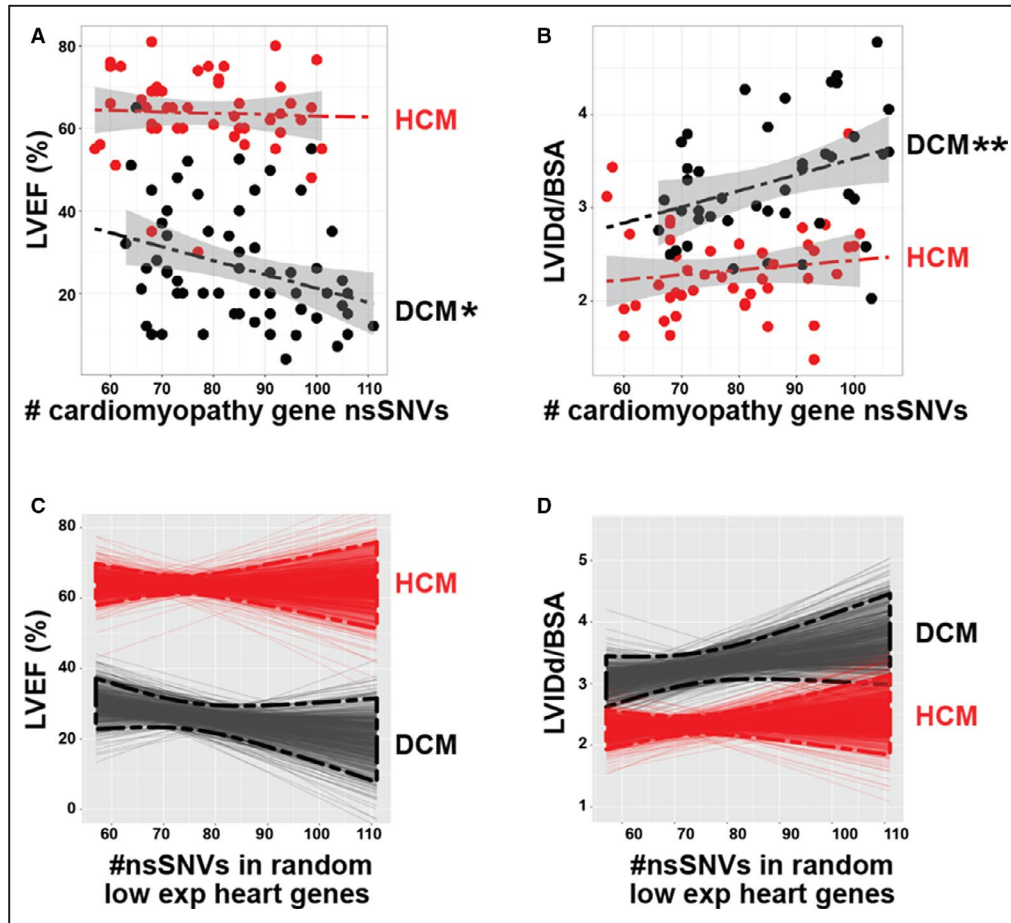 A
LVEF (%)
80
60
40
20
60 70 80 90 100 110
# cardiomyopathy gene nsSNVs
HCM
DCM*
B
LVIDd/BSA
4
3
2
60 70 80 90 100
# cardiomyopathy gene nsSNVs
DCM**
HCM
C
LVEF (%)
80
60
40
20
0
60 70 80 90 100 110
#nsSNVs in random
low exp heart genes
HCM
DCM
D
LVIDd/BSA
5
4
3
2
1
60 70 80 90 100 110
#nsSNVs in random
low exp heart genes
DCM
HCM